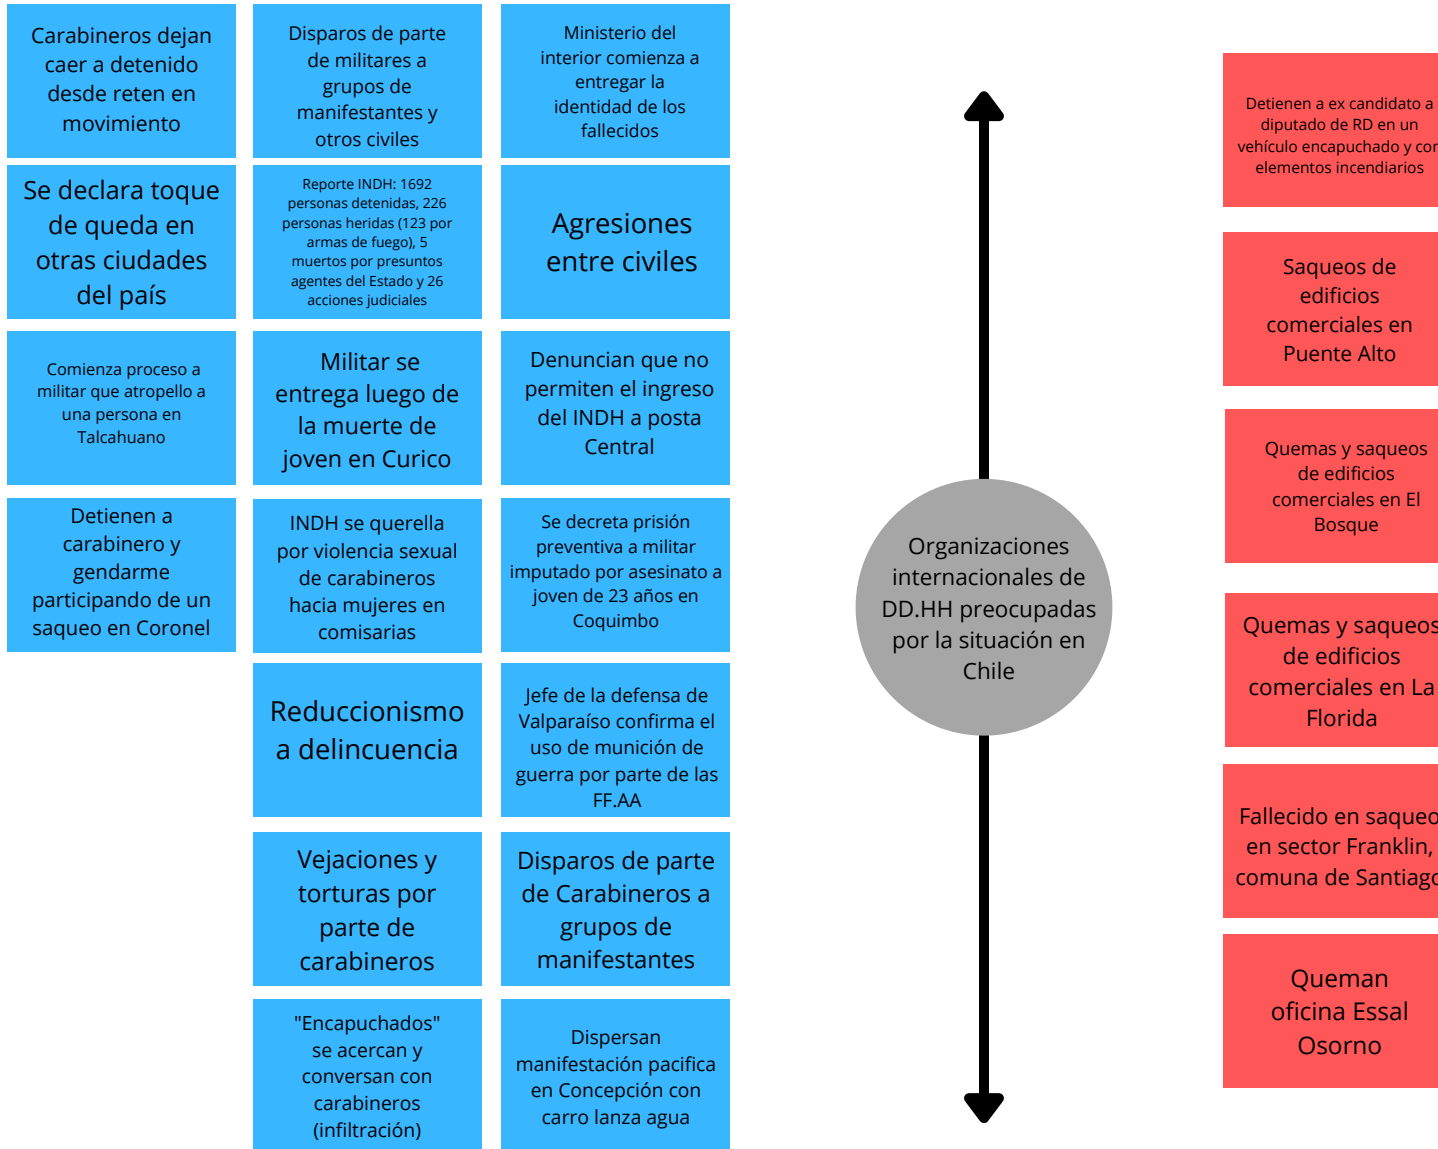 Carabineros dejan
caer a detenido
desde reten en
movimiento
Disparos de parte
de militares a
grupos de
manifestantes y
otros civiles
Ministerio del
interior comienza a
entregar la
identidad de los
fallecidos
Se declara toque
de queda en
otras ciudades
del país
Reporte INDH: 1692
personas detenidas, 226
personas heridas (123 por
armas de fuego), 5
muertos por presuntos
agentes del Estado y 26
acciones judiciales
Agresiones
entre civiles
Comienza proceso a
militar que atropello a
una persona en
Talcahuano
Militar se
entrega luego de
la muerte de
joven en Curico
Denuncian que no
permiten el ingreso
del INDH a posta
Central
Detienen a
carabinero y
gendarme
participando de un
saqueo en Coronel
INDH se querella
por violencia sexual
de carabineros
hacia mujeres en
comisarias
Se decreta prisión
preventiva a militar
imputado por asesinato a
joven de 23 años en
Coquimbo
Reduccionismo
a delincuencia
Jefe de la defensa de
Valparaíso confirma el
uso de munición de
guerra por parte de las
FF.AA
Vejaciones y
torturas por
parte de
carabineros
Disparos de parte
de Carabineros a
grupos de
manifestantes
"Encapuchados"
se acercan y
conversan con
carabineros
(infiltración)
Dispersan
manifestación pacifica
en Concepción con
carro lanza agua
Organizaciones
internacionales de
DD.HH preocupadas
por la situación en
Chile
Detienen a ex candidato a
diputado de RD en un
vehículo encapuchado y con
elementos incendiarios
Saqueos de
edificios
comerciales en
Puente Alto
Quemas y saqueos
de edificios
comerciales en El
Bosque
Quemas y saqueos
de edificios
comerciales en La
Florida
Fallecido en saqueo
en sector Franklin,
comuna de Santiago
Queman
oficina Essal
Osorno